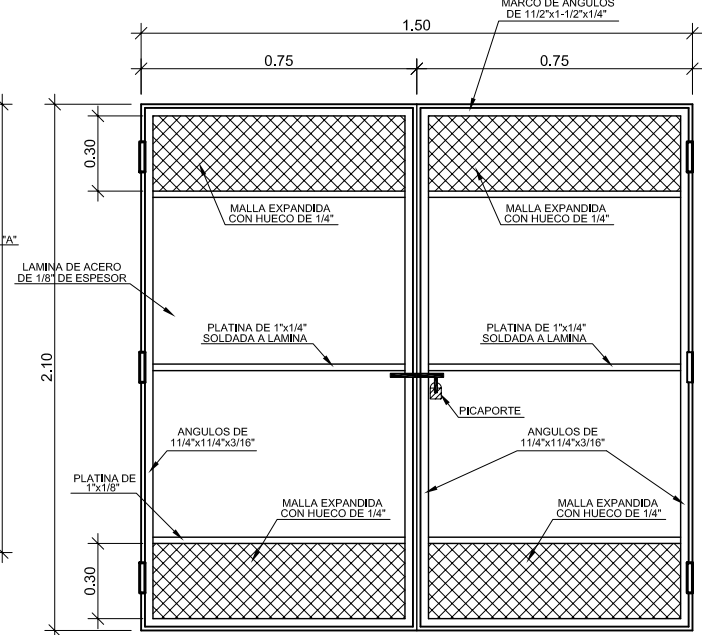 MARCO DE ANGULOS
DE 11/2"x1-1/2"x1/4"
1.50
0.75
0.75
0.30
MALLA EXPANDIDA
CON HUECO DE 1/4"
MALLA EXPANDIDA
CON HUECO DE 1/4"
"A"
LAMINA DE ACERO
DE 1/8" DE ESPESOR
PLATINA DE 1"x1/4"
SOLDADA A LAMINA
PLATINA DE 1"x1/4"
SOLDADA A LAMINA
2.10
PICAPORTE
ANGULOS DE
11/4"x11/4"x3/16"
ANGULOS DE
11/4"x11/4"x3/16"
PLATINA DE
1"x1/8"
MALLA EXPANDIDA
CON HUECO DE 1/4"
MALLA EXPANDIDA
CON HUECO DE 1/4"
0.30